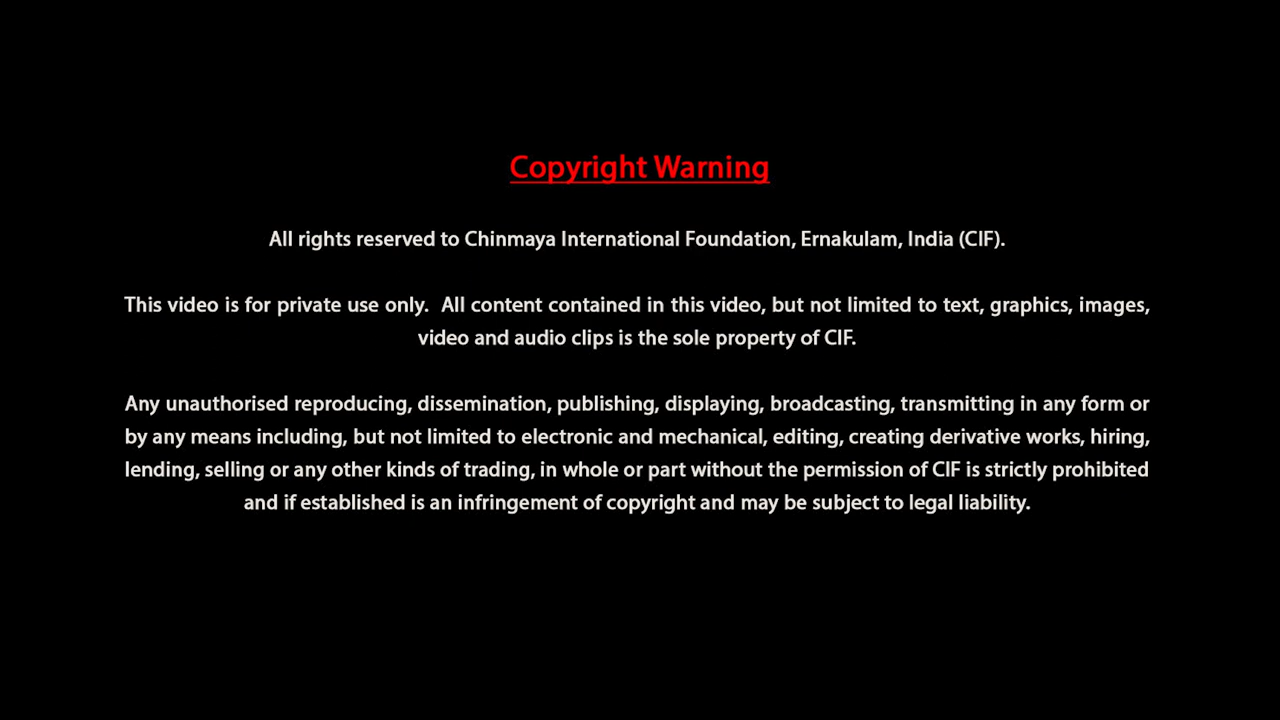 Copyright Warning
All rights reserved to Chinmaya International Foundation, Ernakulam, India (CIF).
This video is for private use only.  All content contained in this video, but not limited to text, graphics, images,
video and audio clips is the sole property of CIF.
Any unauthorised reproducing, dissemination, publishing, displaying, broadcasting, transmitting in any form or
by any means including, but not limited to electronic and mechanical, editing, creating derivative works, hiring,
lending, selling or any other kinds of trading, in whole or part without the permission of CIF is strictly prohibited
and if established is an infringement of copyright and may be subject to legal liability.